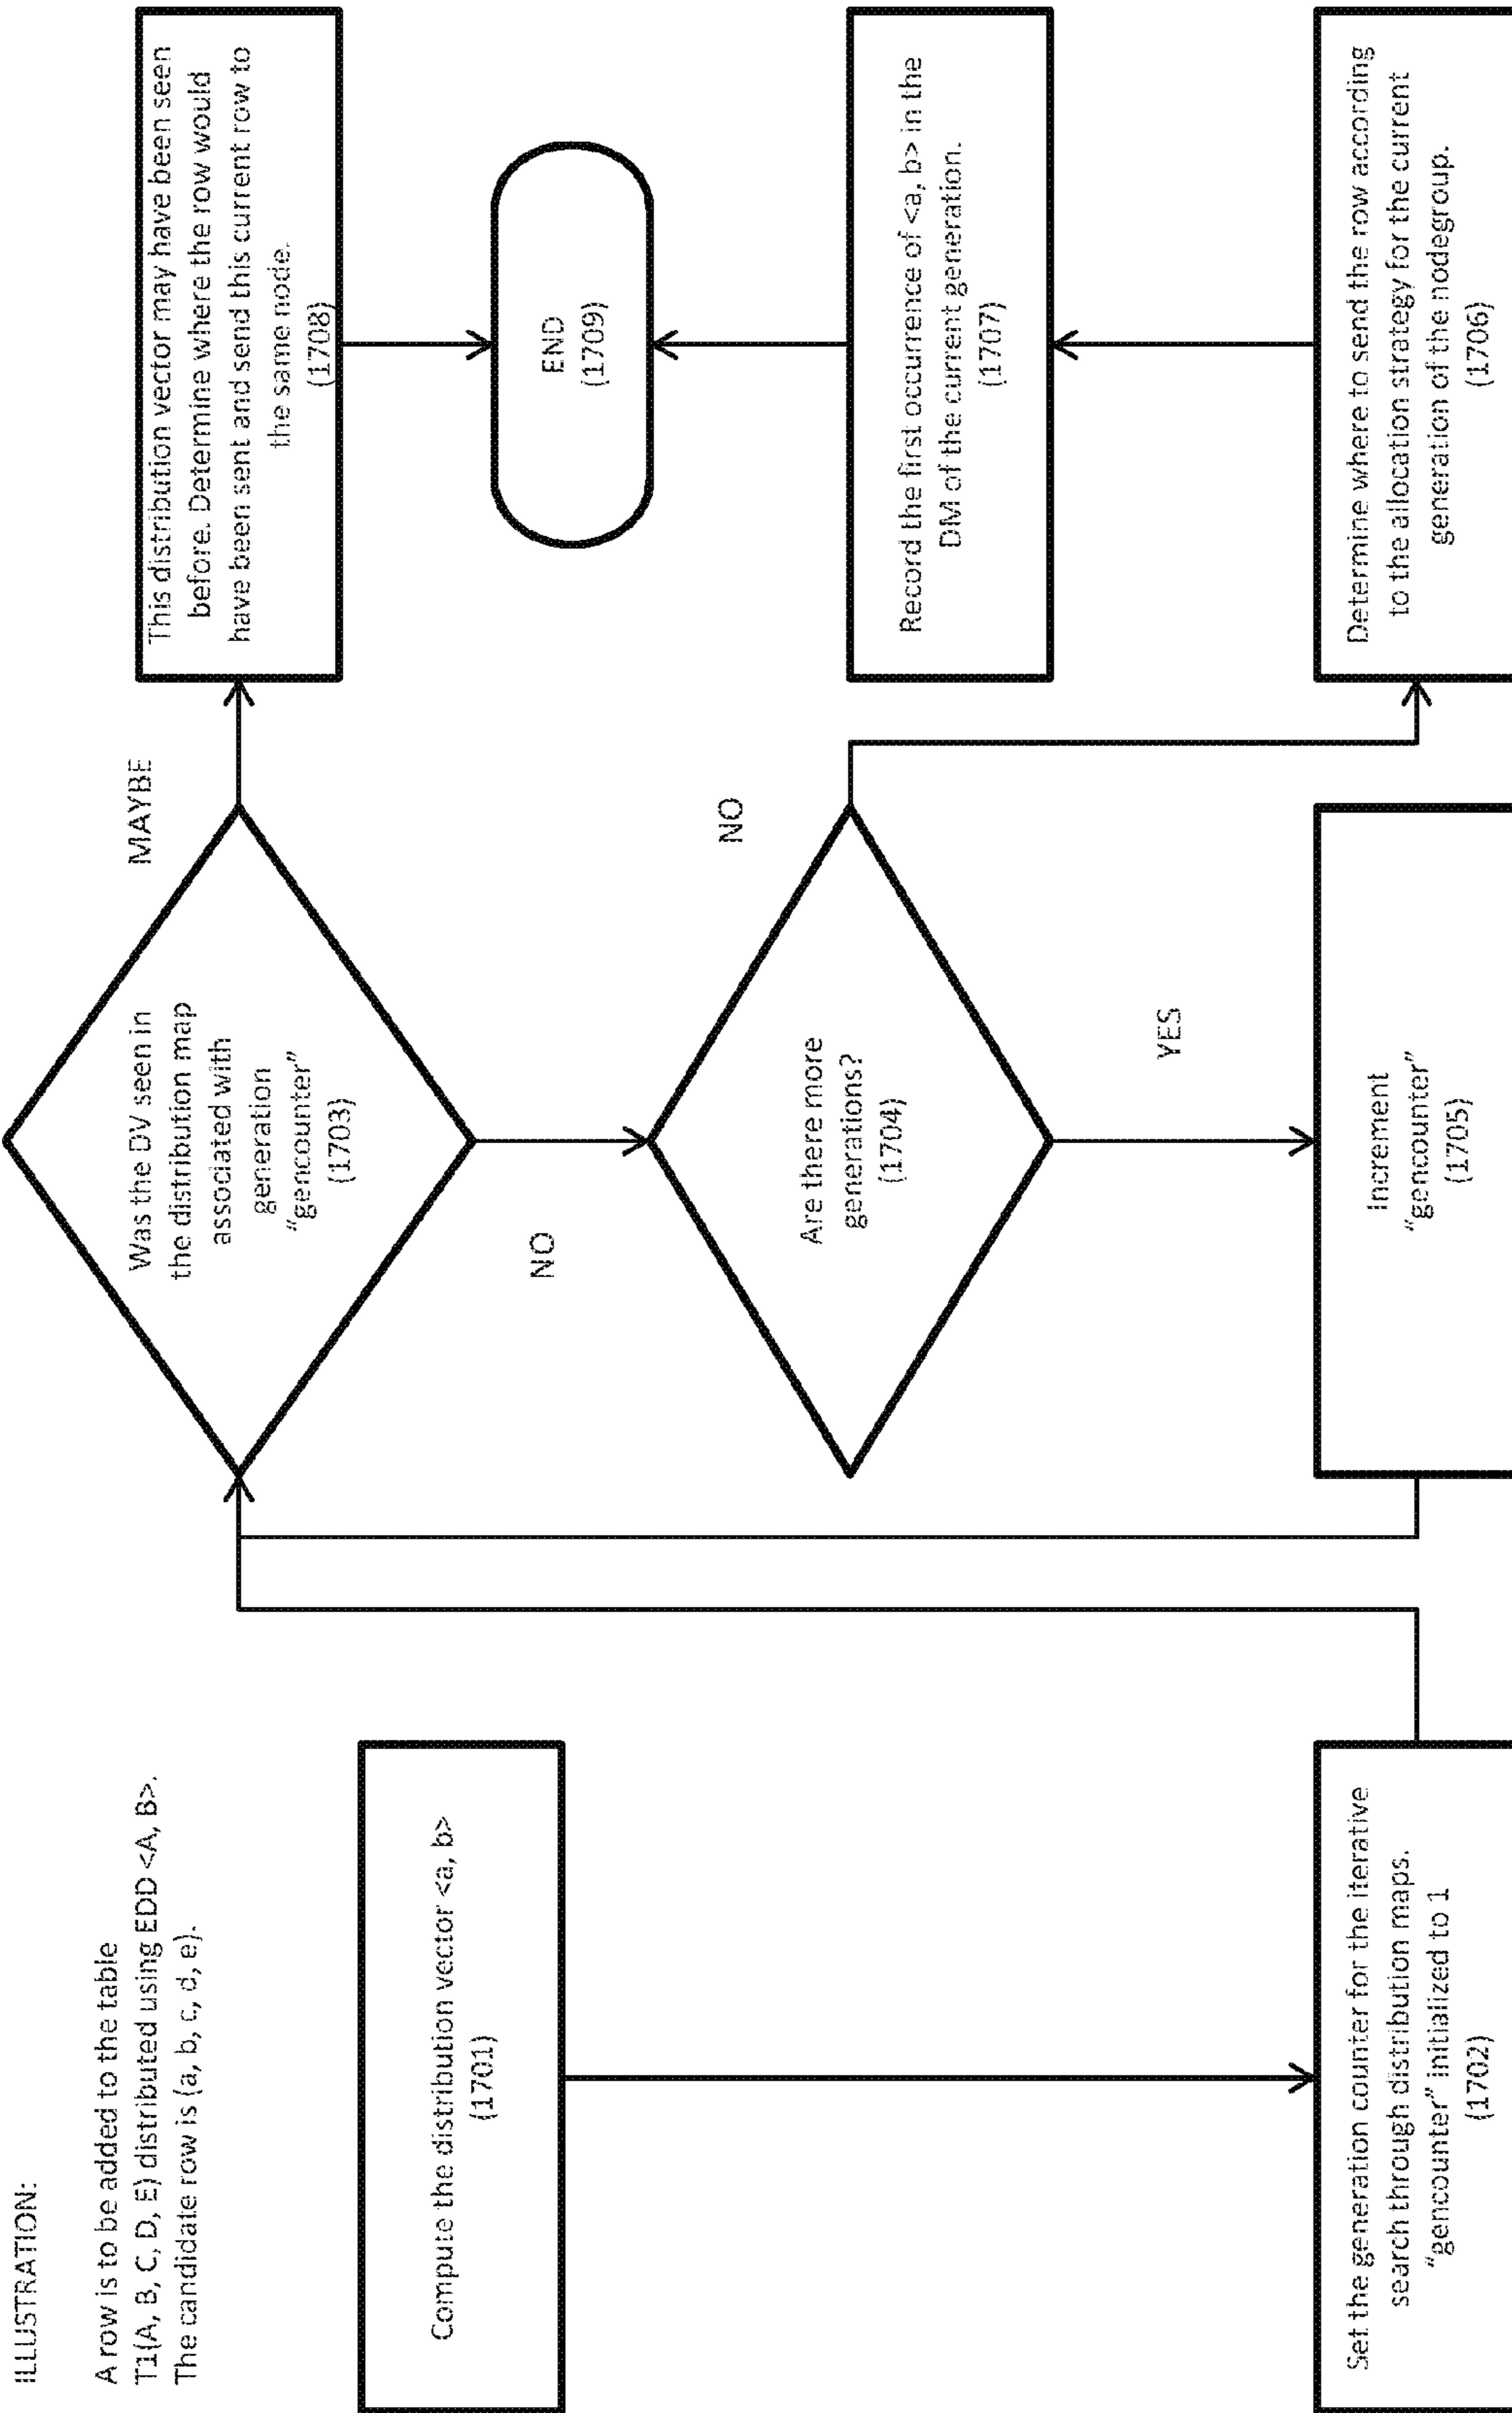 ILLUSTRATION:
A row is to be added to the table
T1(A, B, C, D, E) distributed using EDD <A, B>.
The candidate row is (a, b, c, d, e).
Compute the distribution vector <a, b>
(1701)
Set the generation counter for the iterative
search through distribution maps.
"gencounter" initialized to 1
(1702)
Was the DV seen in
the distribution map
associated with
generation
"gencounter"
(1703)
MAYBE
NO
Are there more
generations?
(1704)
NO
YES
Increment
"gencounter"
(1705)
This distribution vector may have been seen
before. Determine where the row would
have been sent and send this current row to
the same node.
(1708)
END
(1709)
Record the first occurrence of <a, b> in the
DM of the current generation.
(1707)
Determine where to send the row according
to the allocation strategy for the current
generation of the nodegroup.
(1706)